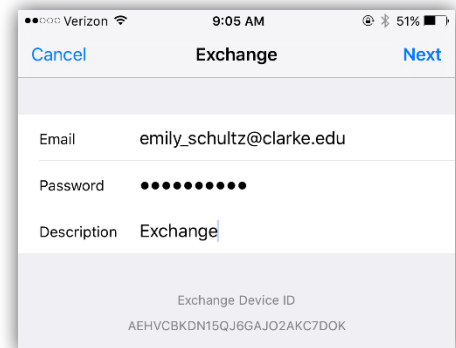 Verizon 9:05 AM 51%
Cancel Exchange Next
Email emily_schultz@clarke.edu
Password ●●●●●●●●●●
Description Exchange
Exchange Device ID
AEHVCBKDN15QJ6GAJO2AKC7DOK